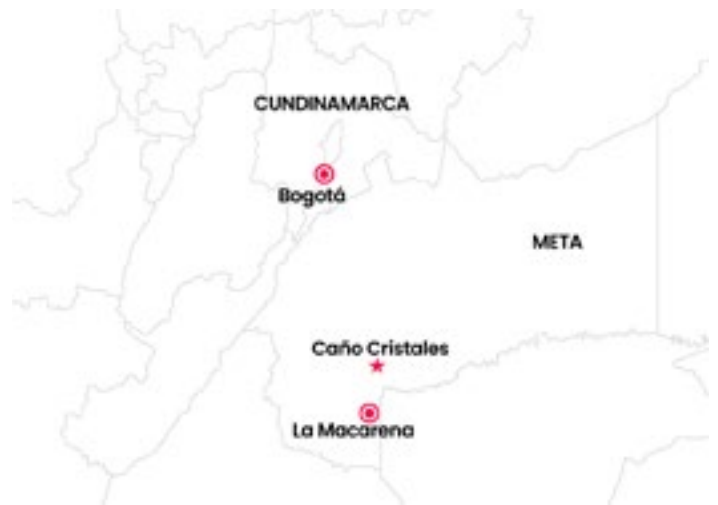 CUNDINAMARCA
Bogotá
META
Caño Cristales
La Macarena